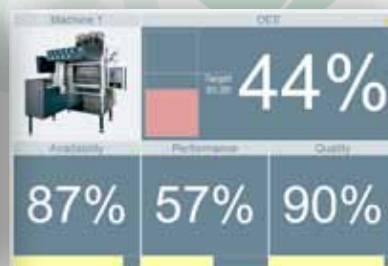 Machine 1 OEE
Target
44%
Availability Performance Quality
87% 57% 90%